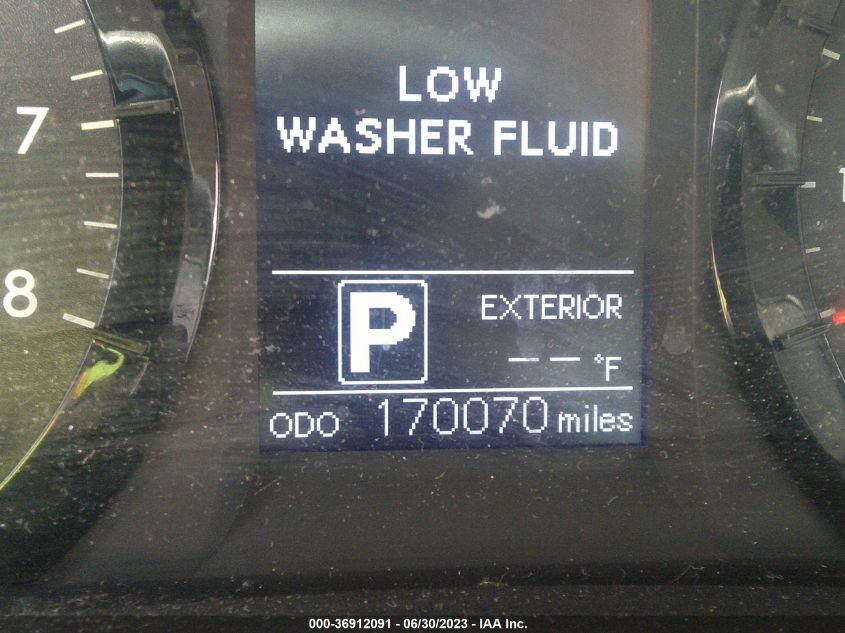 LOW
WASHER FLUID
7
8
P
EXTERIOR
-- °F
ODO 170070 miles
000-36912091 - 06/30/2023 - IAA Inc.